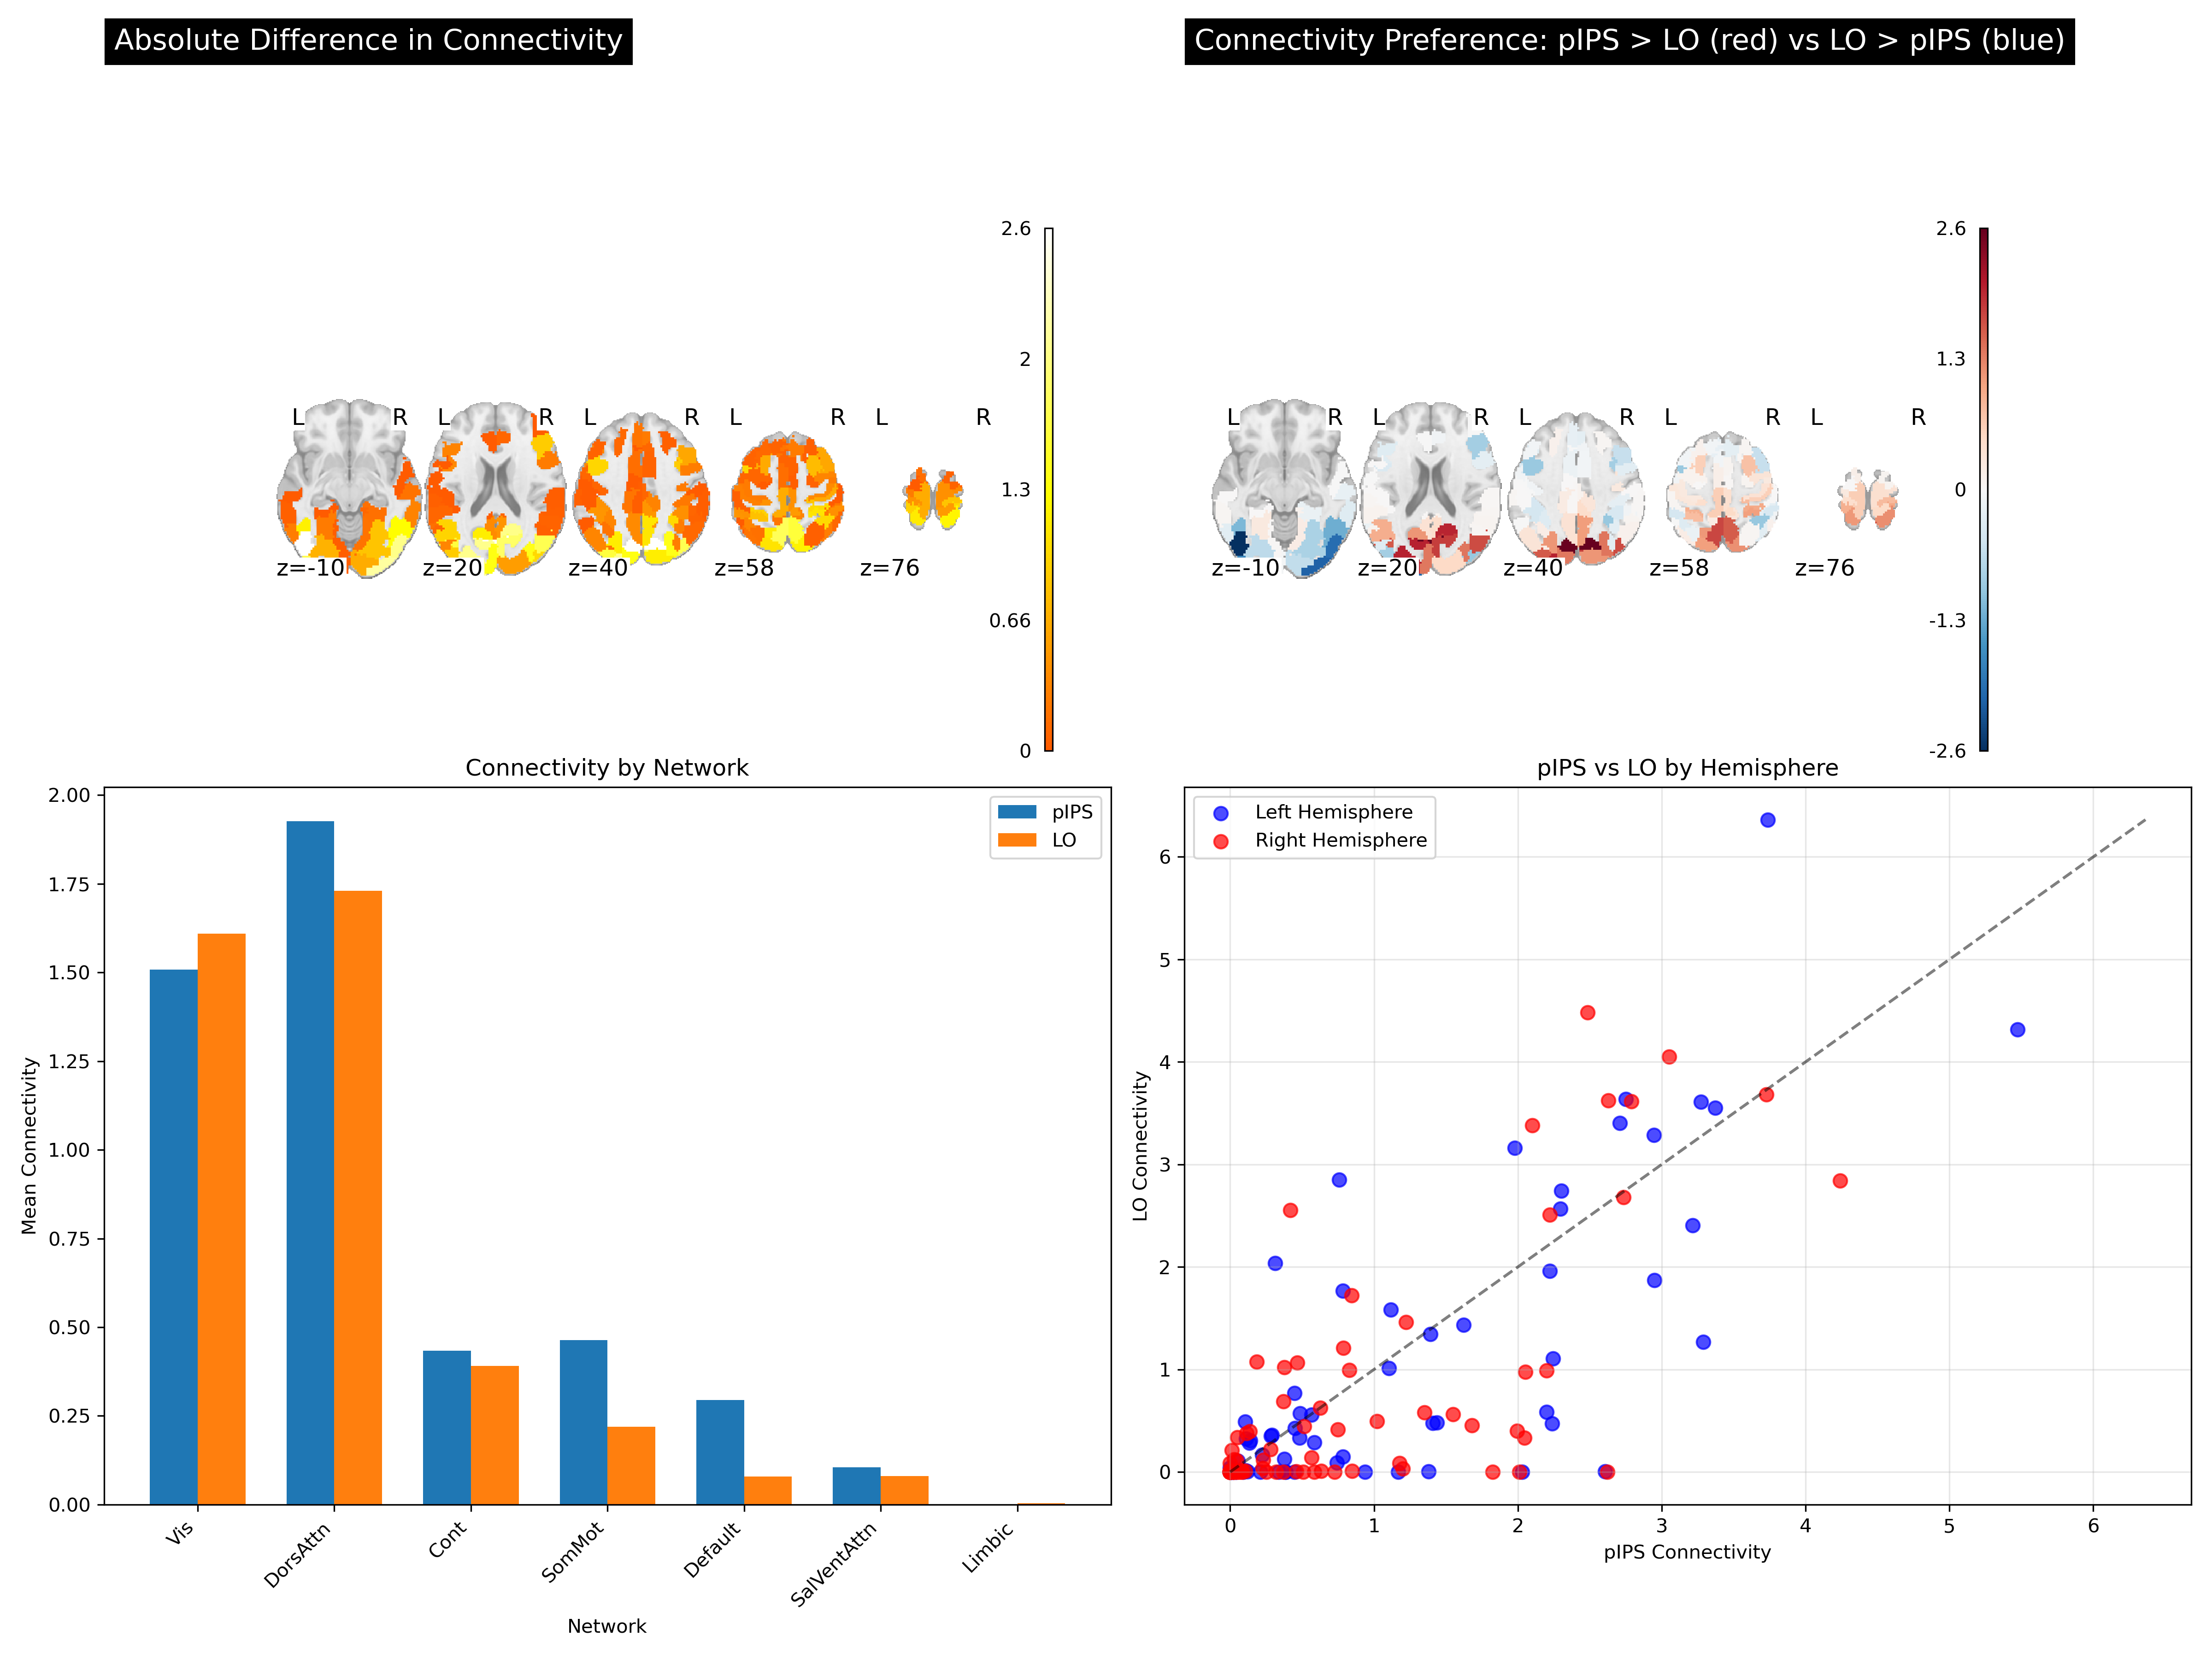 Absolute Difference in Connectivity
Connectivity Preference: pIPS > LO (red) vs LO > pIPS (blue)
2.6
2
1.3
0.66
0
L R L R L R L R L R
z=-10 z=20 z=40 z=58 z=76
2.6
1.3
0
-1.3
-2.6
L R L R L R L R L R
z=-10 z=20 z=40 z=58 z=76
Connectivity by Network
pIPS
LO
2.00
1.75
1.50
1.25
1.00
0.75
0.50
0.25
0.00
Mean Connectivity
Vis
DorsAttn
Cont
SomMot
Default
SalVentAttn
Limbic
Network
pIPS vs LO by Hemisphere
Left Hemisphere
Right Hemisphere
6
5
4
3
2
1
0
LO Connectivity
0 1 2 3 4 5 6
pIPS Connectivity